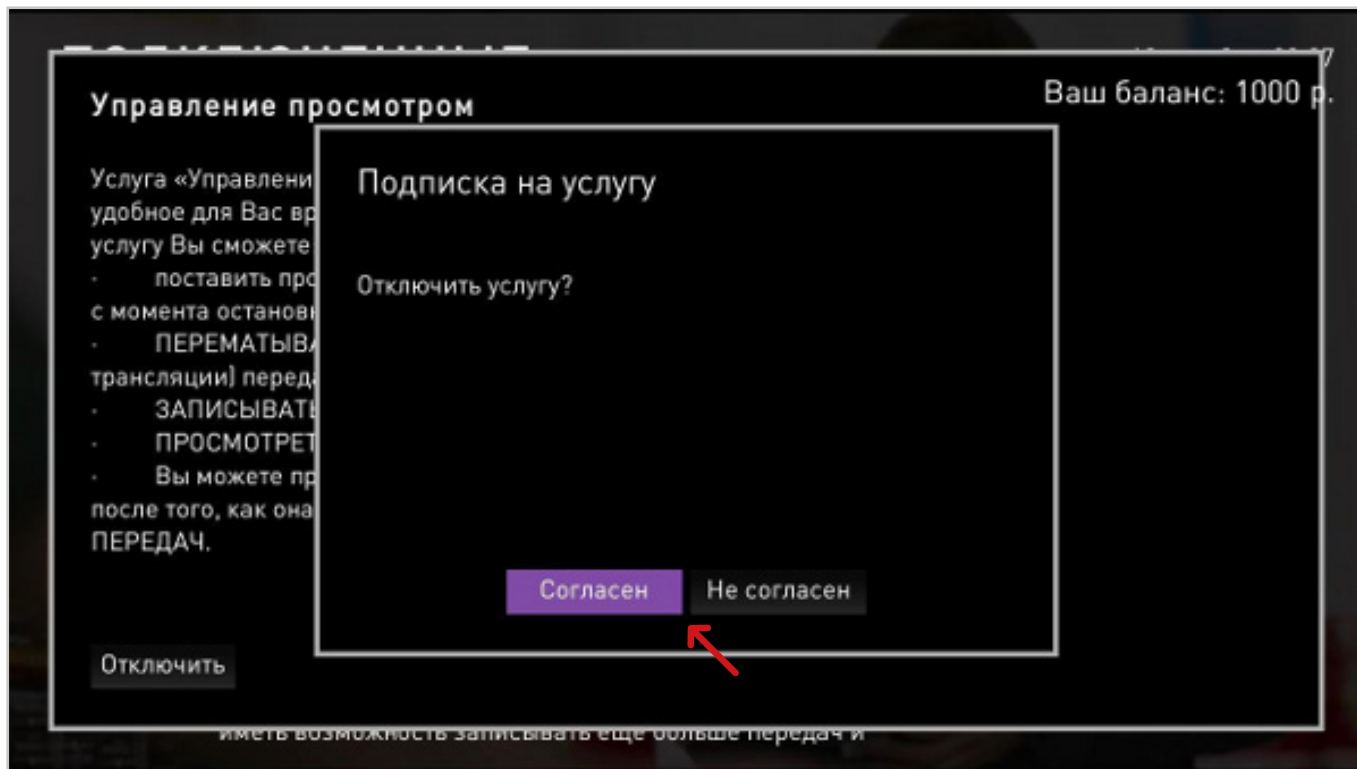 Ваш баланс: 1000 р.
Управление просмотром
Услуга «Управлени
удобное для Вас вр
услугу Вы сможете
· поставить про
с момента останов
· ПЕРЕМАТЫВА
трансляции) переда
· ЗАПИСЫВАТЬ
· ПРОСМОТРЕТ
· Вы можете пр
после того, как она
ПЕРЕДАЧ.
Отключить
Подписка на услугу
Отключить услугу?
Согласен Не согласен
иметь возможность записывать еще больше передач и